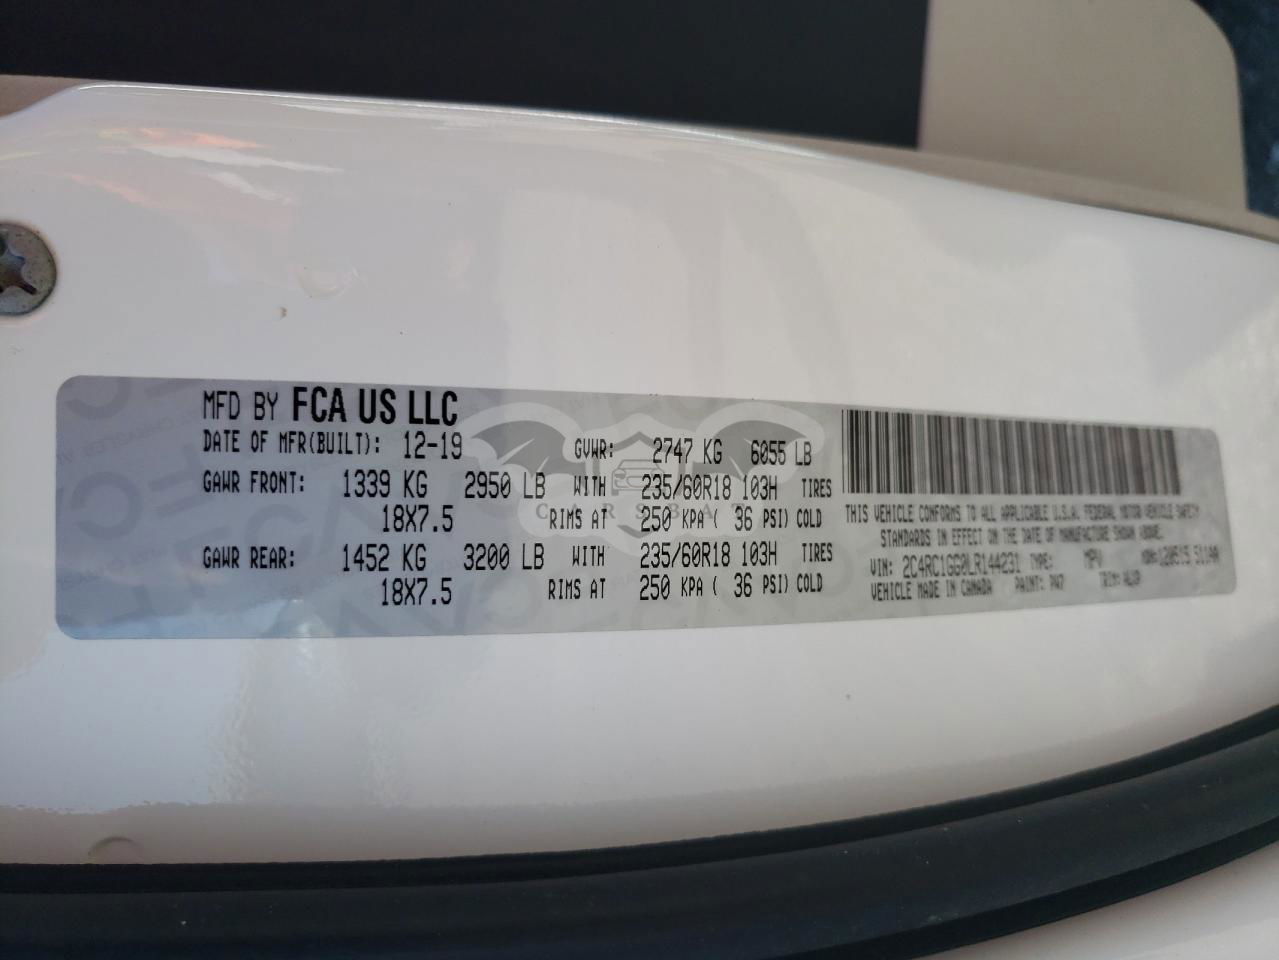 MFD BY FCA US LLC
DATE OF MFR(BUILT): 12-19 GVWR: 2747 KG 6055 LB
GAWR FRONT: 1339 KG 2950 LB WITH 235/60R18 103H TIRES
18X7.5 RIMS AT 250 KPA ( 36 PSI) COLD
GAWR REAR: 1452 KG 3200 LB WITH 235/60R18 103H TIRES
18X7.5 RIMS AT 250 KPA ( 36 PSI) COLD
CARSBAT
THIS VEHICLE CONFORMS TO ALL APPLICABLE U.S.A. FEDERAL MOTOR VEHICLE SAFETY
STANDARDS IN EFFECT ON THE DATE OF MANUFACTURE SHOWN ABOVE.
VIN: 2C4RC1GG0LR144231 TYPE: MPV
VEHICLE MADE IN CANADA PAINT: PW7 TRIM: